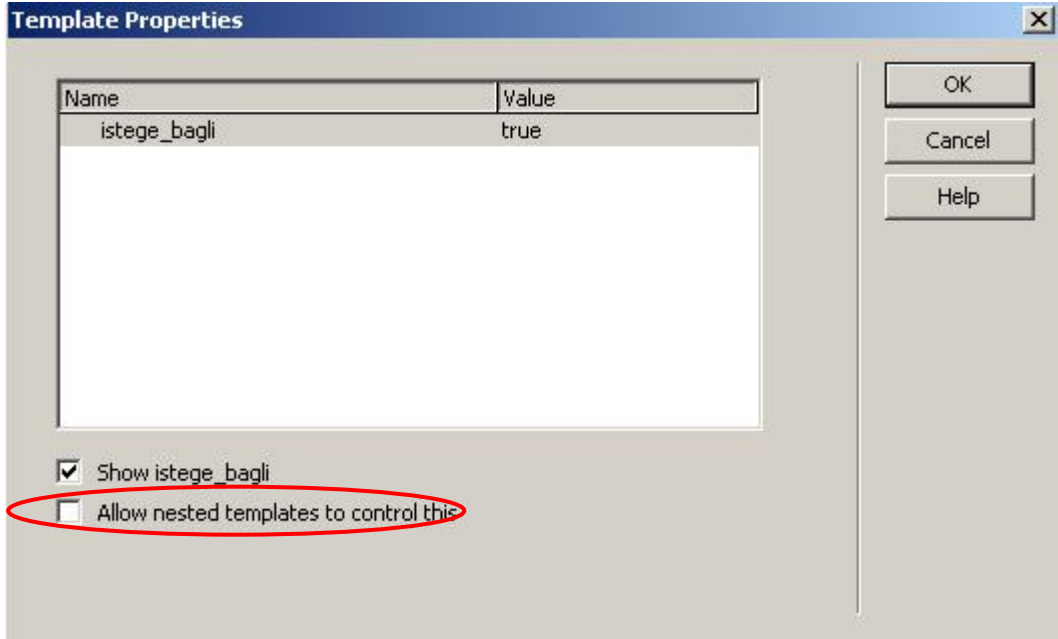 Template Properties
Name Value
istege_bagli true
OK
Cancel
Help
Show istege_bagli
Allow nested templates to control this